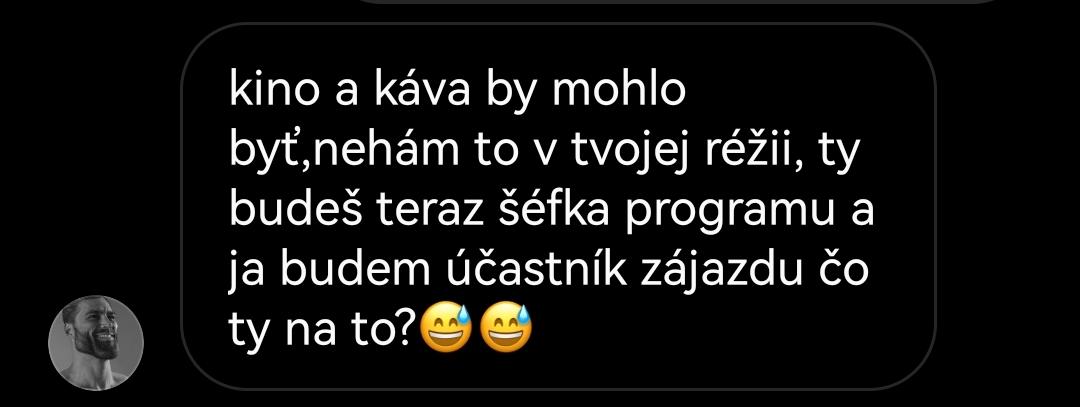 kino a káva by mohlo
byť,nehám to v tvojej réžii, ty
budeš teraz šéfka programu a
ja budem účastník zájazdu čo
ty na to?😅😅